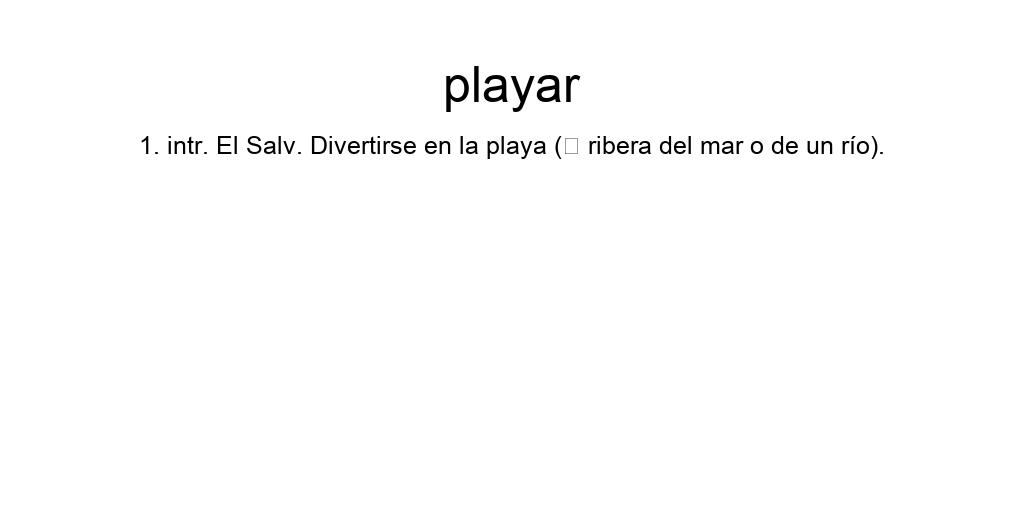 playar
1. intr. El Salv. Divertirse en la playa (□ ribera del mar o de un río).